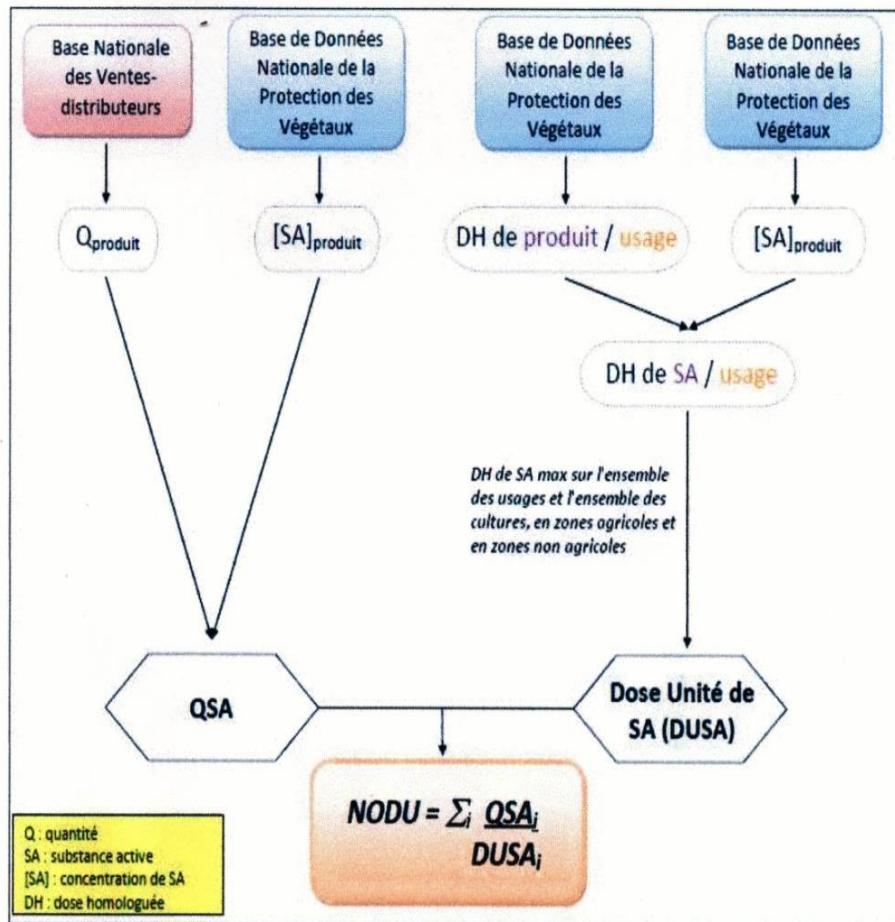 Base Nationale
des Ventes-
distributeurs
Base de Données
Nationale de la
Protection des
Végétaux
Base de Données
Nationale de la
Protection des
Végétaux
Base de Données
Nationale de la
Protection des
Végétaux
Qproduit
[SA]produit
DH de produit / usage
[SA]produit
DH de SA / usage
DH de SA max sur l'ensemble
des usages et l'ensemble des
cultures, en zones agricoles et
en zones non agricoles
QSA
Dose Unité de
SA (DUSA)
NODU = Σi QSAi
DUSAi
Q : quantité
SA : substance active
[SA] : concentration de SA
DH : dose homologuée